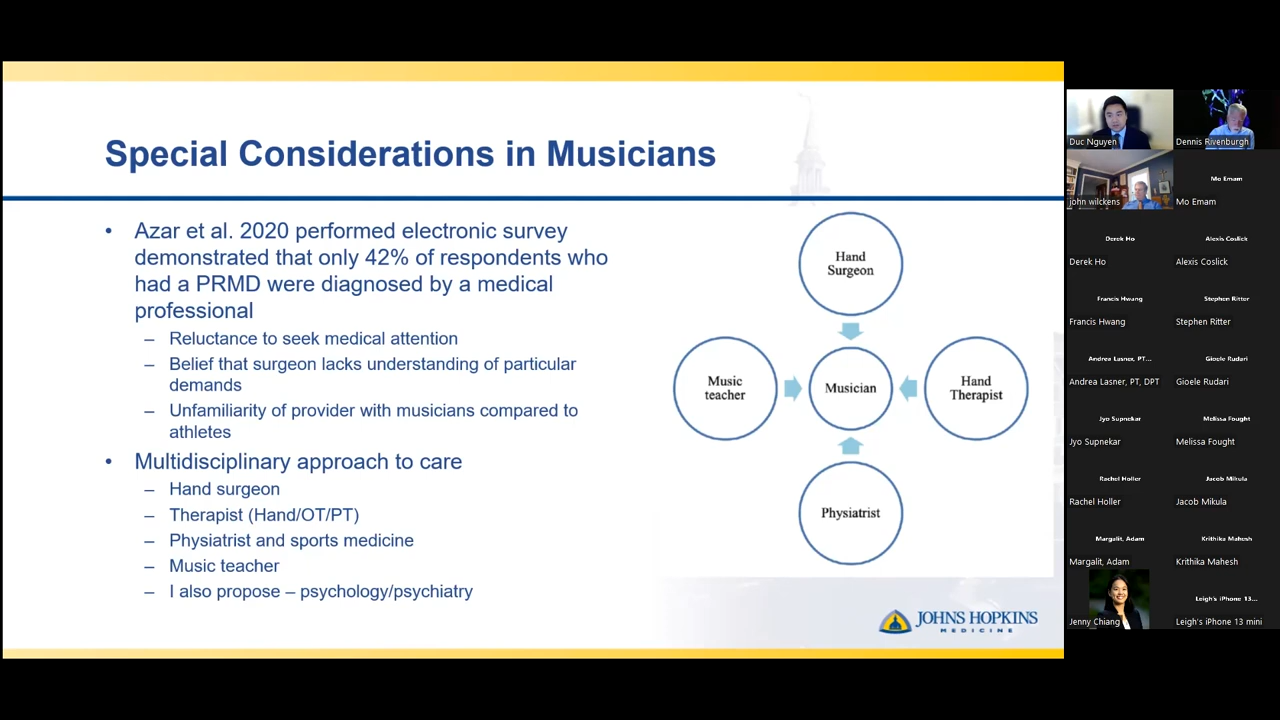 Special Considerations in Musicians
• Azar et al. 2020 performed electronic survey
demonstrated that only 42% of respondents who
had a PRMD were diagnosed by a medical
professional
– Reluctance to seek medical attention
– Belief that surgeon lacks understanding of particular
demands
– Unfamiliarity of provider with musicians compared to
athletes
• Multidisciplinary approach to care
– Hand surgeon
– Therapist (Hand/OT/PT)
– Physiatrist and sports medicine
– Music teacher
– I also propose – psychology/psychiatry
Hand
Surgeon
Music
teacher
Musician
Hand
Therapist
Physiatrist
JOHNS HOPKINS
MEDICINE
Duc Nguyen
Dennis Rivenburgh
john wilckens
Mo Emam
Mo Emam
Derek Ho
Derek Ho
Alexis Coslick
Alexis Coslick
Francis Hwang
Francis Hwang
Stephen Ritter
Stephen Ritter
Andrea Lasner, PT...
Andrea Lasner, PT, DPT
Gioele Rudari
Gioele Rudari
Jyo Supnekar
Jyo Supnekar
Melissa Fought
Melissa Fought
Rachel Holler
Rachel Holler
Jacob Mikula
Jacob Mikula
Margalit, Adam
Margalit, Adam
Krithika Mahesh
Krithika Mahesh
Jenny Chiang
Leigh's iPhone 13...
Leigh's iPhone 13 mini